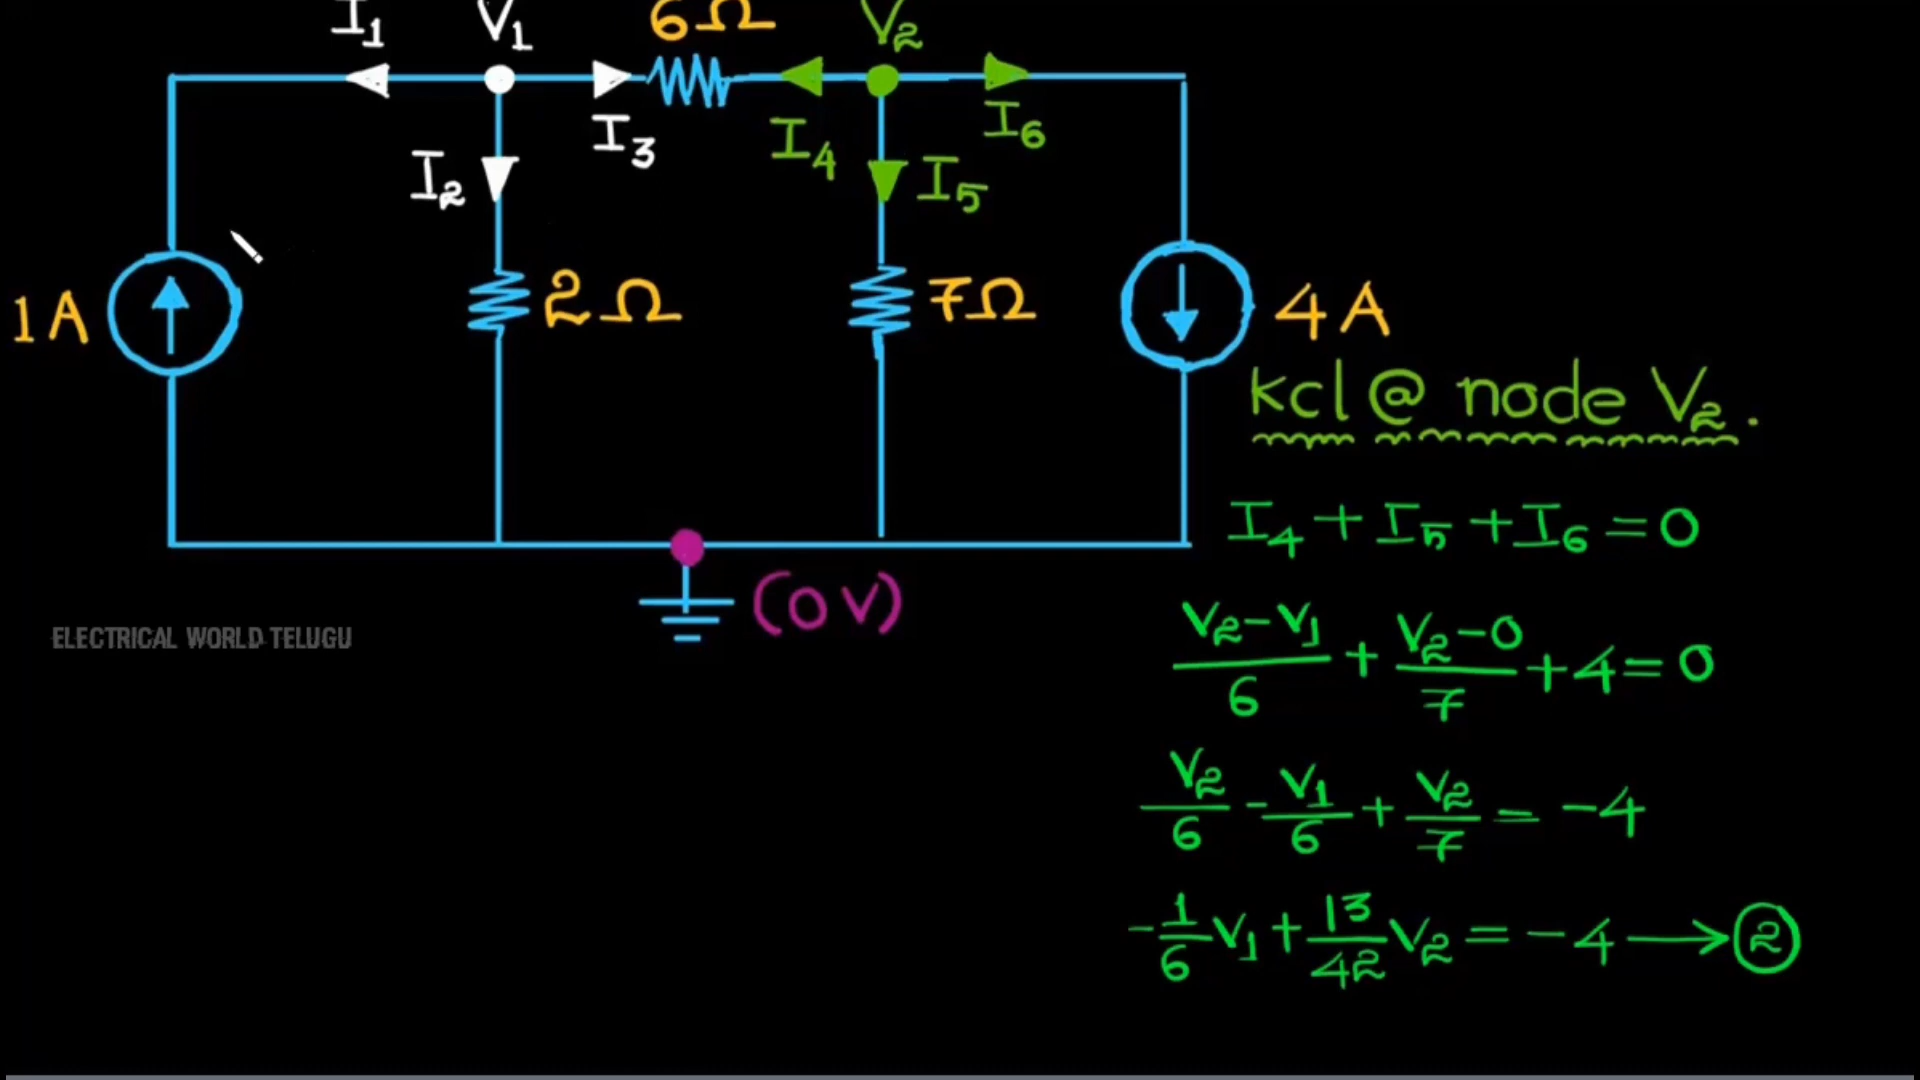 I₁ V₁ 6Ω V₂
I₂ I₃ I₄ I₅ I₆
1A 2Ω 7Ω 4A
kcl @ node V₂.
I₄ + I₅ + I₆ = 0
(0V)
(V₂ - V₁)/6 + (V₂ - 0)/7 + 4 = 0
ELECTRICAL WORLD TELUGU
V₂/6 - V₁/6 + V₂/7 = -4
-1/6 V₁ + 13/42 V₂ = -4 → ②